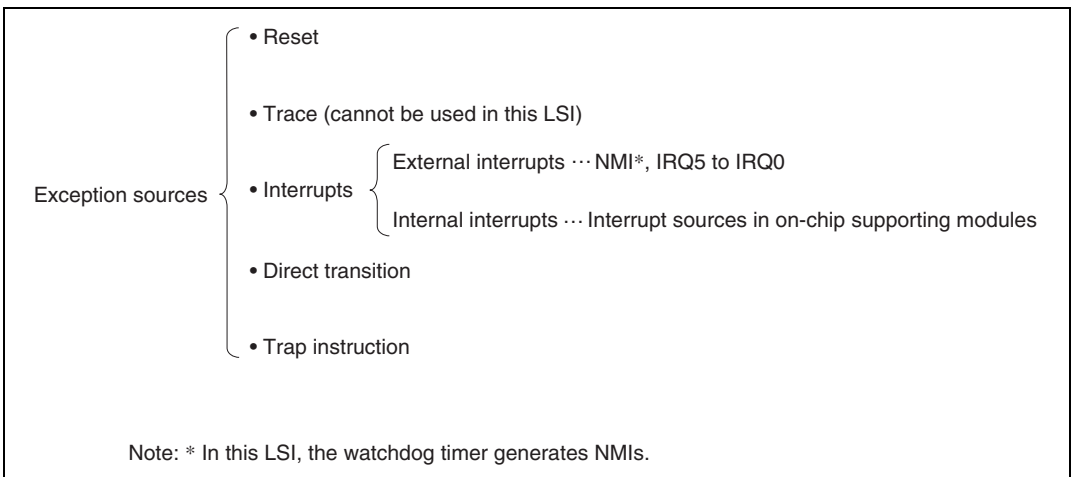 • Reset
• Trace (cannot be used in this LSI)
External interrupts ··· NMI*, IRQ5 to IRQ0
Exception sources • Interrupts
Internal interrupts ··· Interrupt sources in on-chip supporting modules
• Direct transition
• Trap instruction
Note: * In this LSI, the watchdog timer generates NMIs.